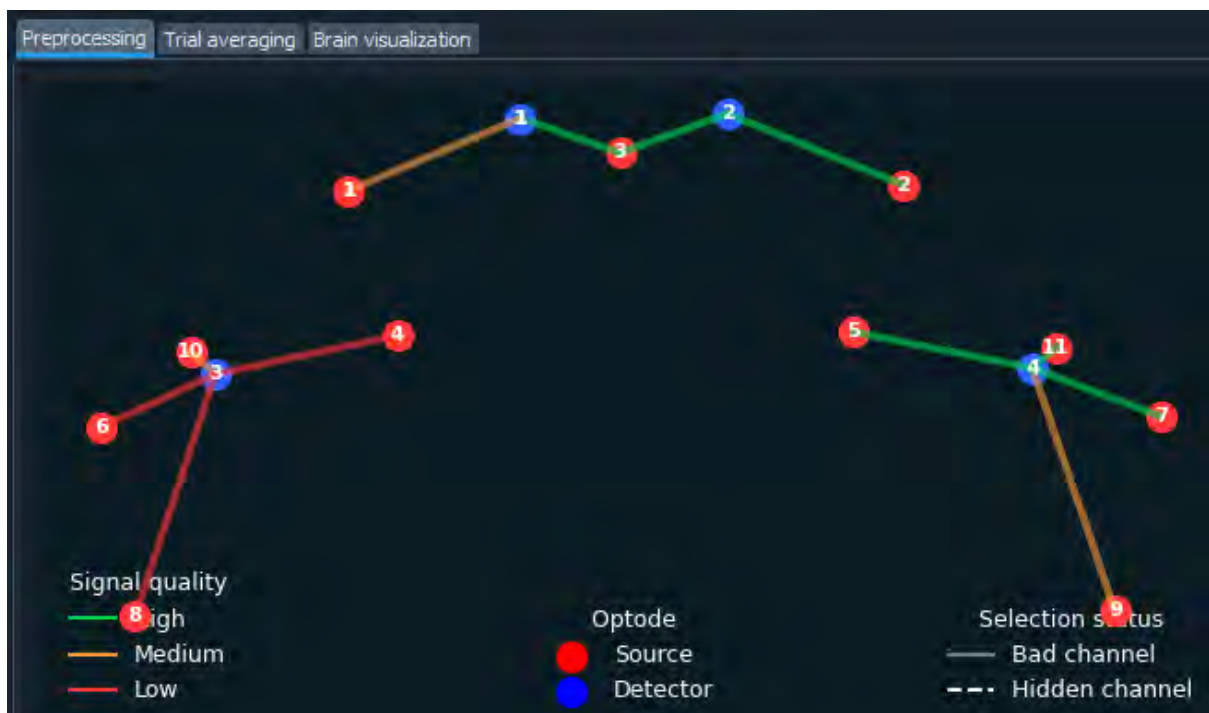 Preprocessing Trial averaging Brain visualization
1 2
3
1 2
5
4
10 11
3 4
6 7
Signal quality
8 igh
Medium
Low
Optode
Source
Detector
9
Selection status
Bad channel
Hidden channel